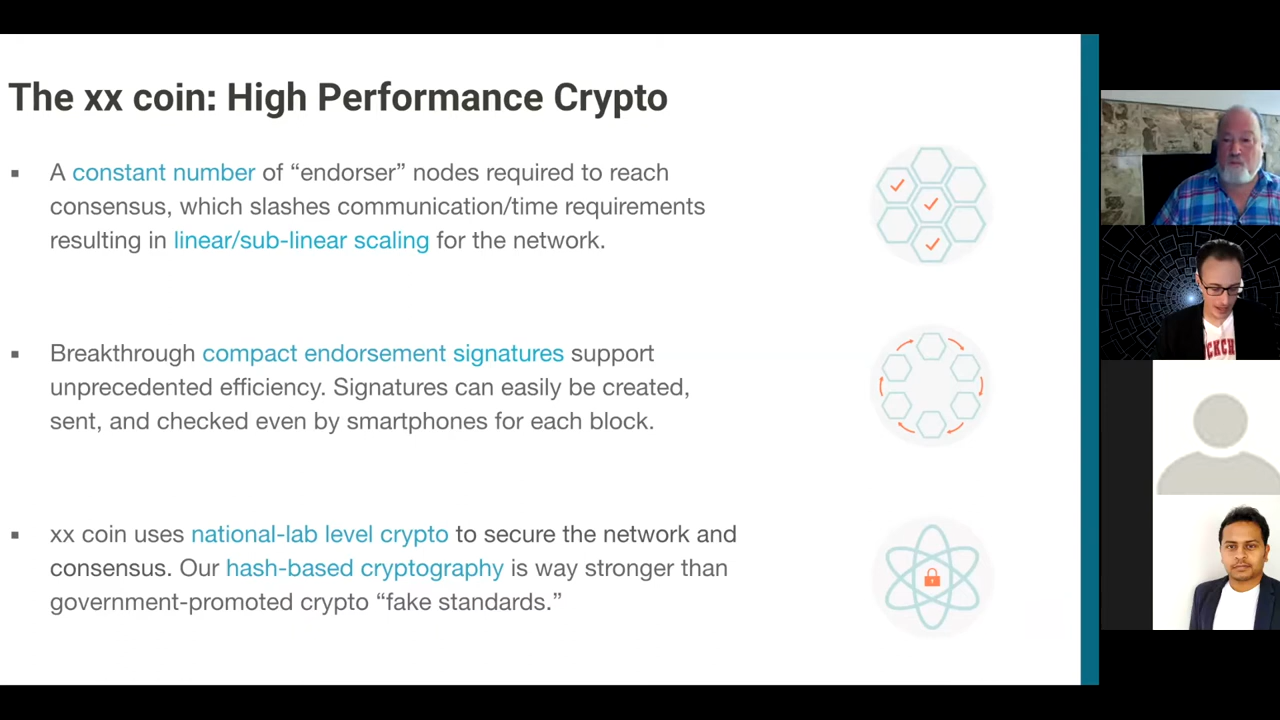 The xx coin: High Performance Crypto
▪ A constant number of “endorser” nodes required to reach
consensus, which slashes communication/time requirements
resulting in linear/sub-linear scaling for the network.
▪ Breakthrough compact endorsement signatures support
unprecedented efficiency. Signatures can easily be created,
sent, and checked even by smartphones for each block.
▪ xx coin uses national-lab level crypto to secure the network and
consensus. Our hash-based cryptography is way stronger than
government-promoted crypto “fake standards.”